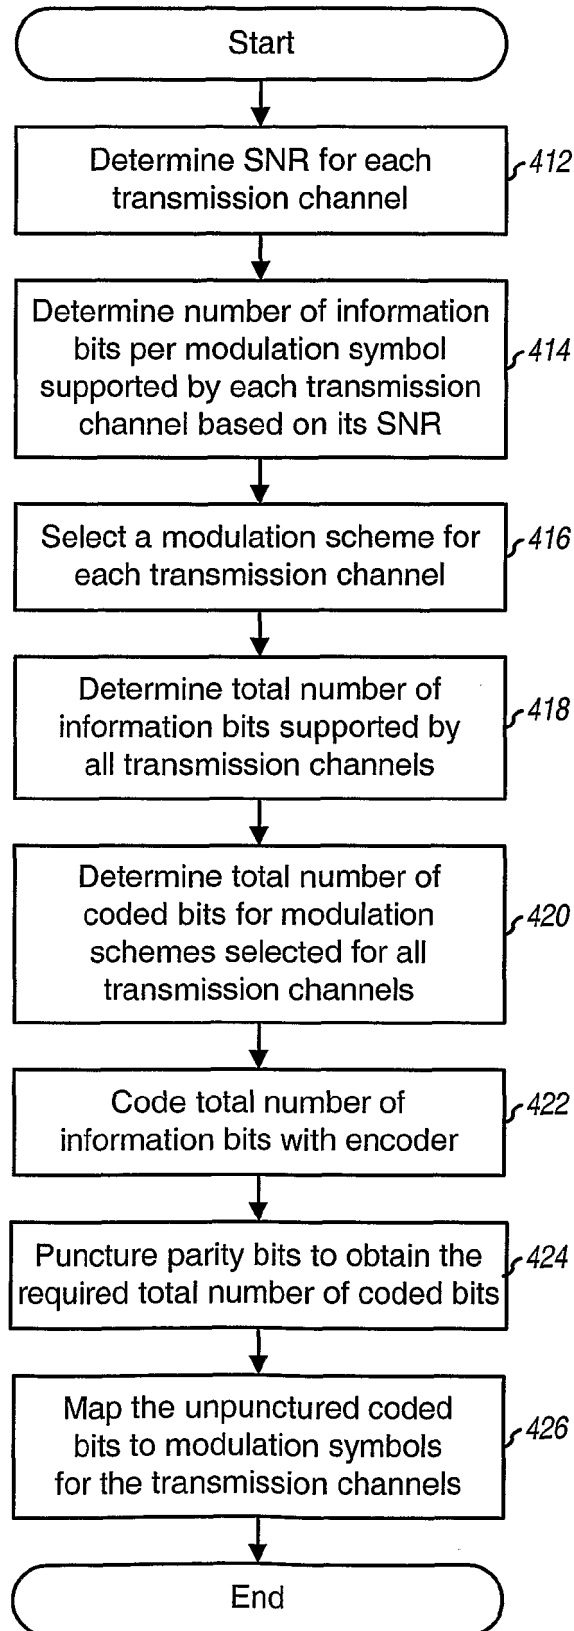 Start
Determine SNR for each
transmission channel
412
Determine number of information
bits per modulation symbol
supported by each transmission
channel based on its SNR
414
Select a modulation scheme for
each transmission channel
416
Determine total number of
information bits supported by
all transmission channels
418
Determine total number of
coded bits for modulation
schemes selected for all
transmission channels
420
Code total number of
information bits with encoder
422
Puncture parity bits to obtain the
required total number of coded bits
424
Map the unpunctured coded
bits to modulation symbols
for the transmission channels
426
End